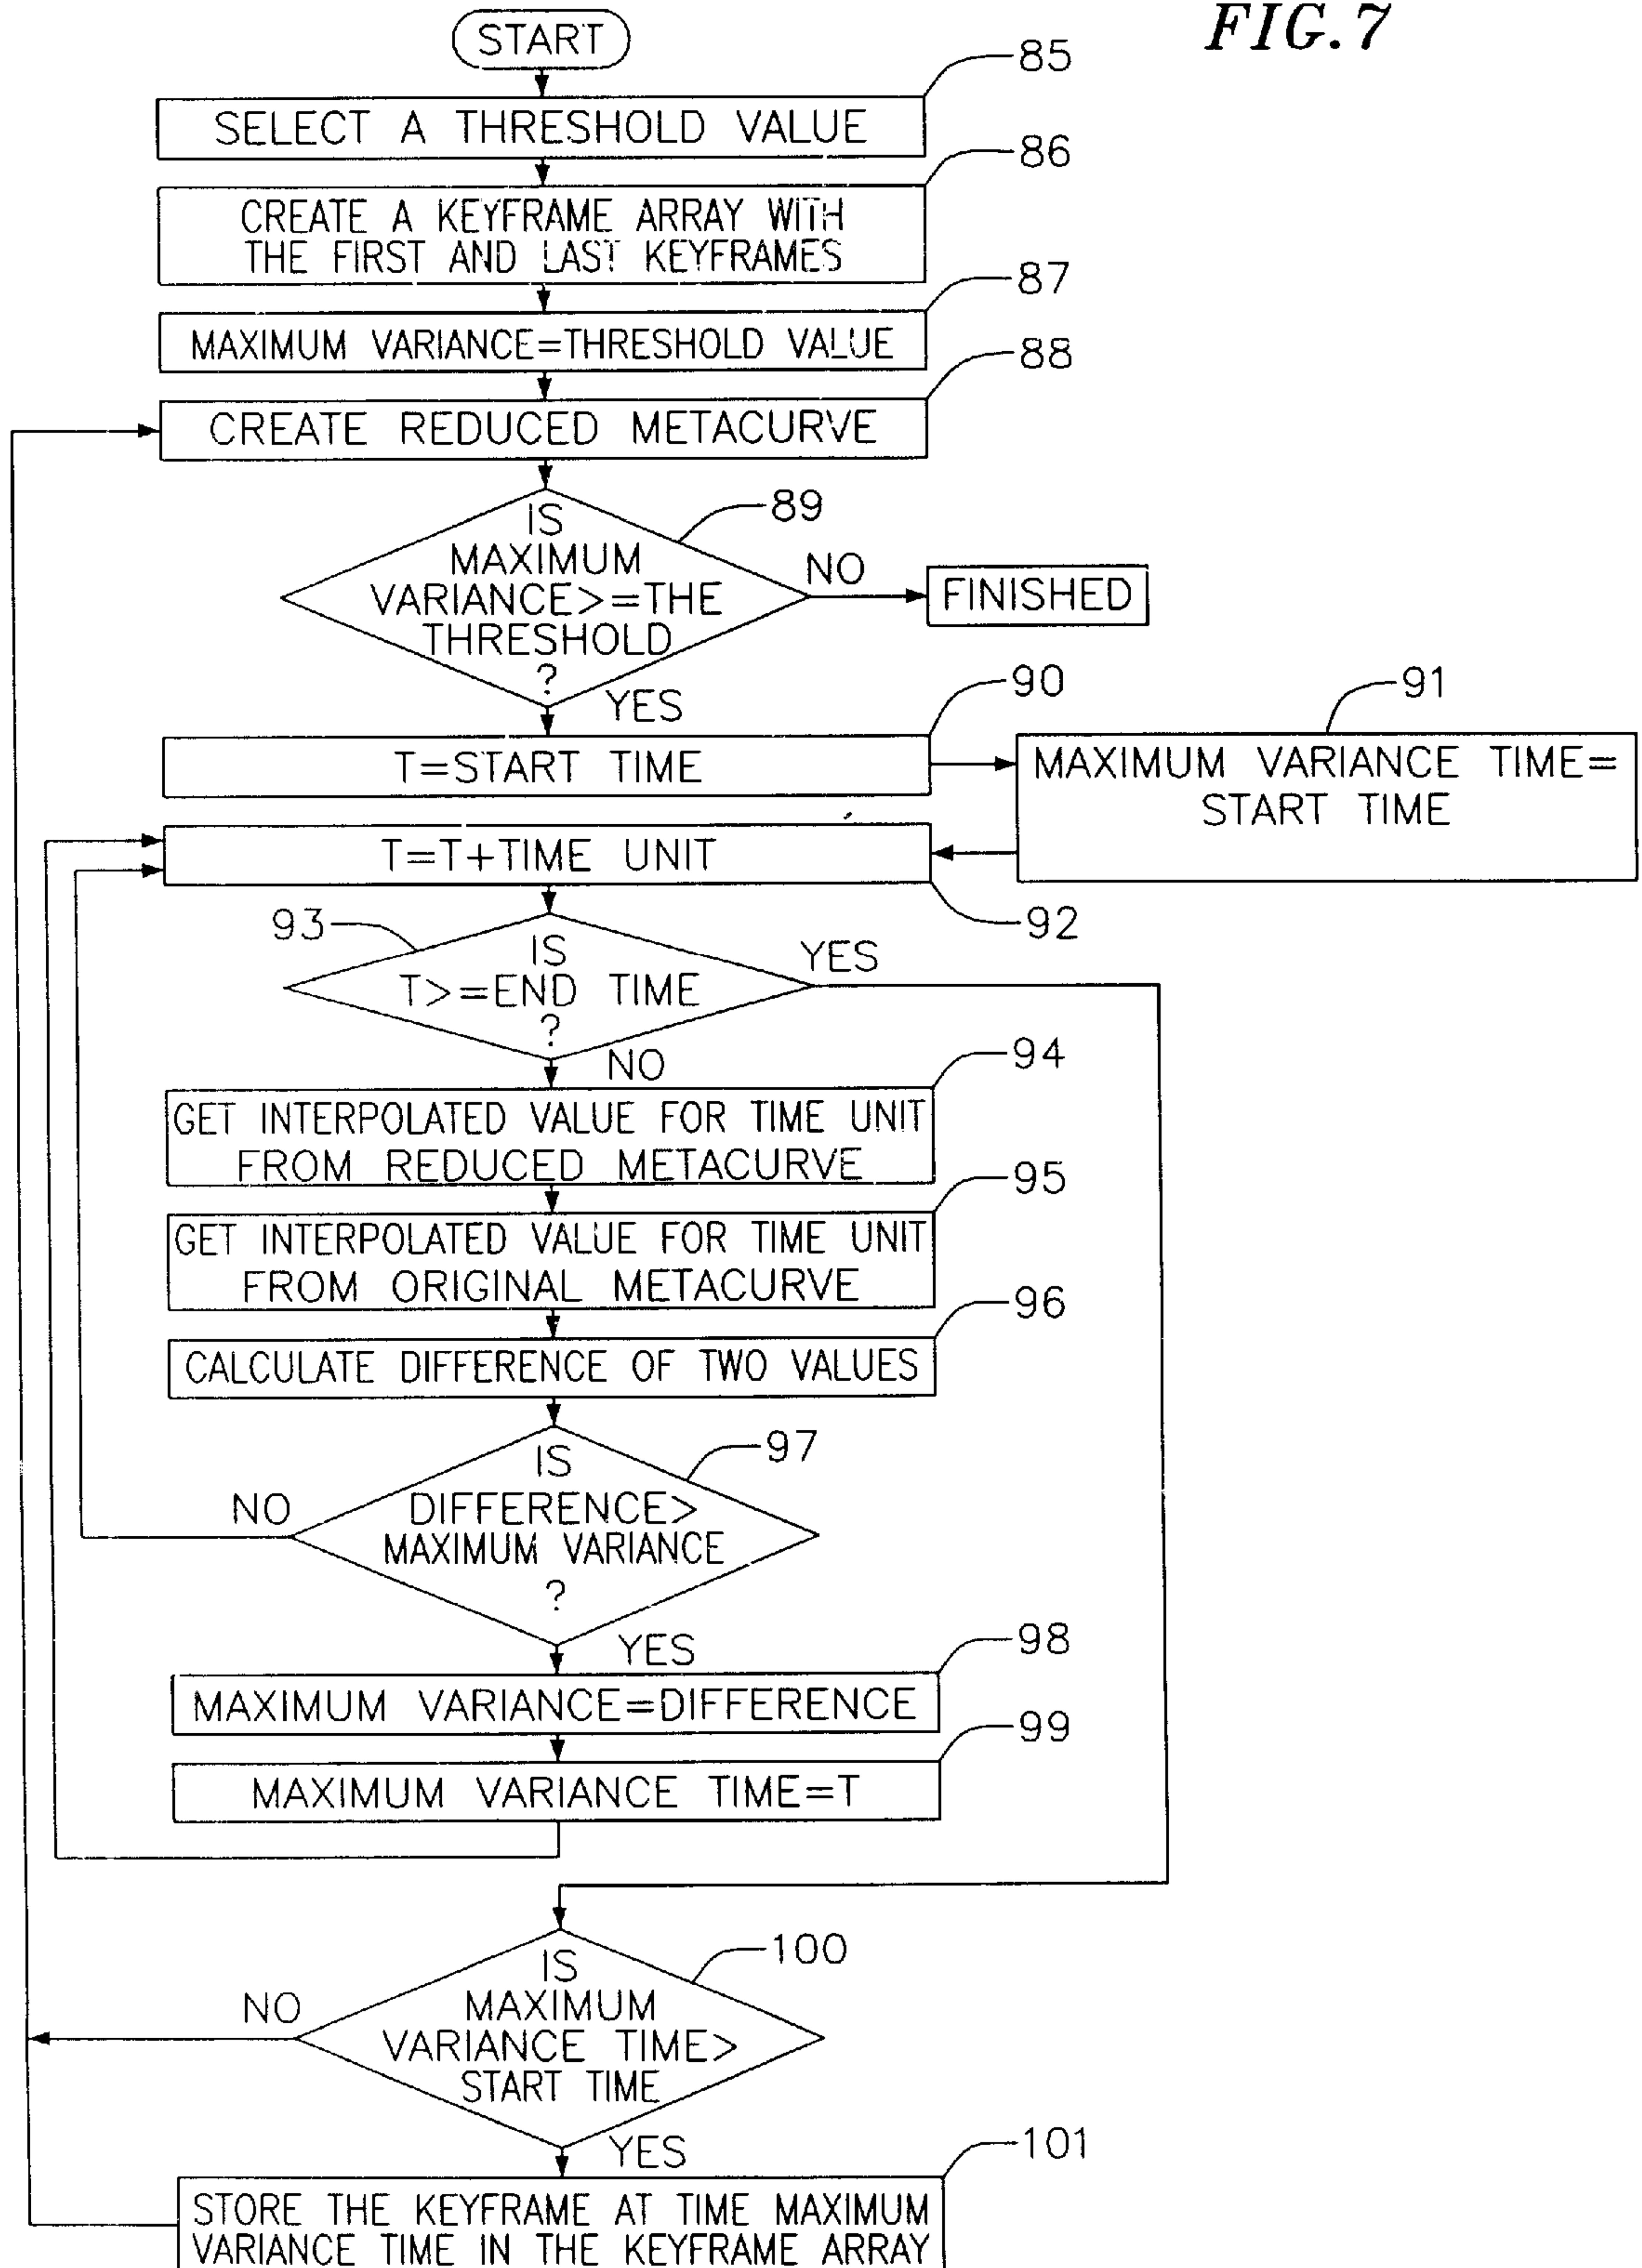 FIG.7
START
85
SELECT A THRESHOLD VALUE
86
CREATE A KEYFRAME ARRAY WITH
THE FIRST AND LAST KEYFRAMES
87
MAXIMUM VARIANCE=THRESHOLD VALUE
88
CREATE REDUCED METACURVE
89
IS
MAXIMUM
VARIANCE>=THE
THRESHOLD
?
NO
FINISHED
YES
90
T=START TIME
91
MAXIMUM VARIANCE TIME=
START TIME
T=T+TIME UNIT
92
93
IS
T>=END TIME
?
YES
NO
94
GET INTERPOLATED VALUE FOR TIME UNIT
FROM REDUCED METACURVE
95
GET INTERPOLATED VALUE FOR TIME UNIT
FROM ORIGINAL METACURVE
96
CALCULATE DIFFERENCE OF TWO VALUES
97
IS
DIFFERENCE>
MAXIMUM VARIANCE
?
NO
YES
98
MAXIMUM VARIANCE=DIFFERENCE
99
MAXIMUM VARIANCE TIME=T
100
IS
MAXIMUM
VARIANCE TIME>
START TIME
NO
YES
101
STORE THE KEYFRAME AT TIME MAXIMUM
VARIANCE TIME IN THE KEYFRAME ARRAY